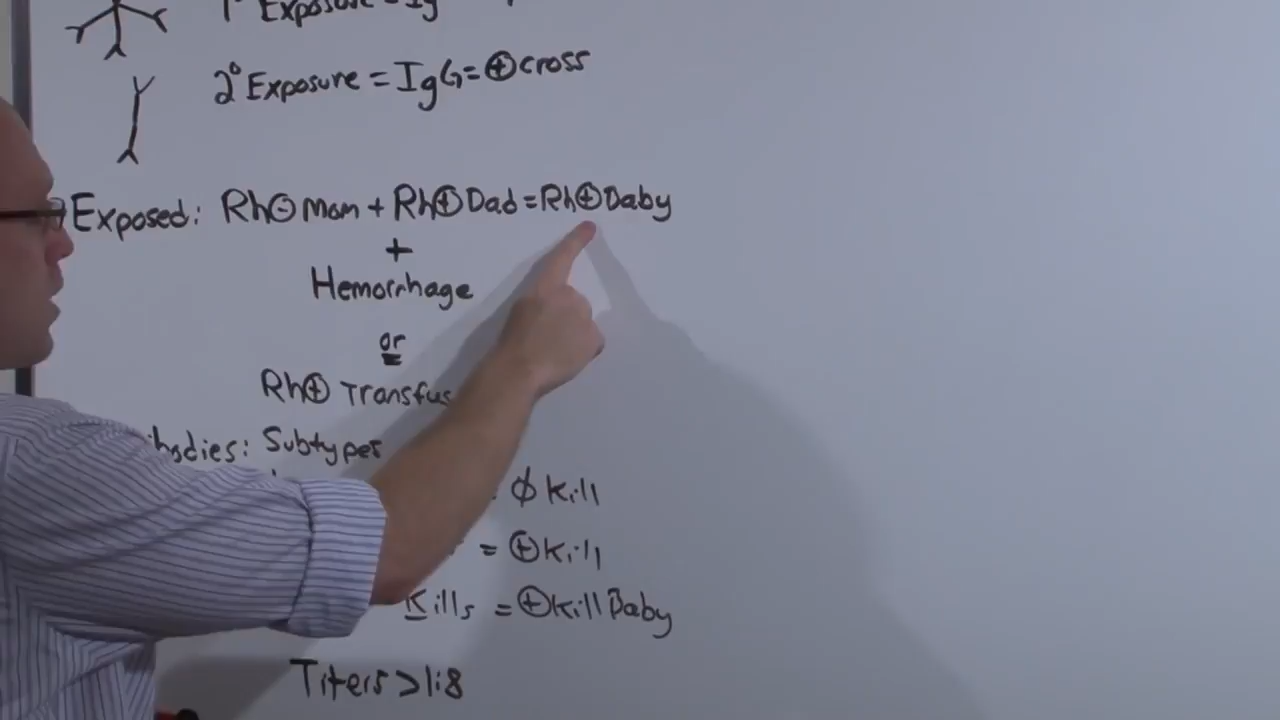 1° Exposure = Ig
2° Exposure = IgG = ⊕ cross
Exposed: Rh⊖ Mom + Rh⊕ Dad = Rh⊕ Baby
+
Hemorrhage
or
Rh⊕ Transfus
ibodies: Subtypes
= ϕ Kill
= ⊕ Kill
Kills = ⊕ Kill Baby
Titers > 1:8